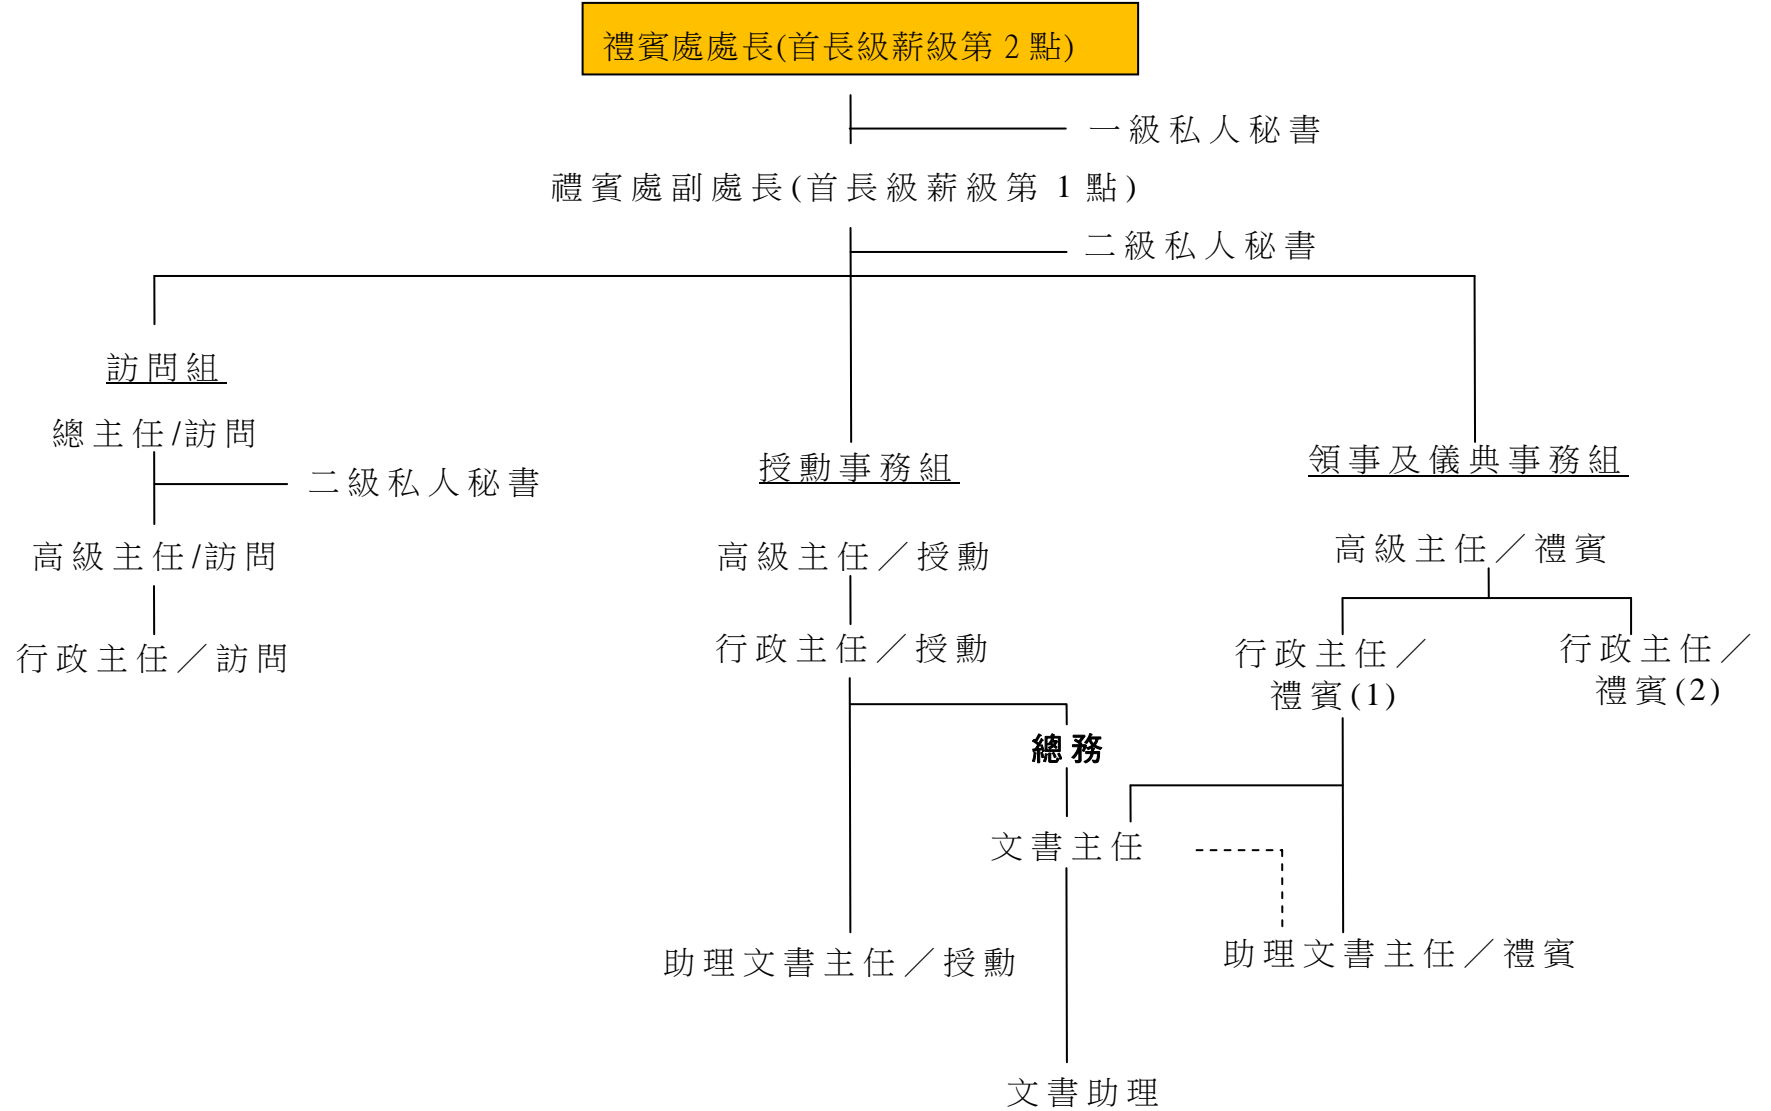 禮賓處處長(首長級薪級第 2 點)
一級私人秘書
禮賓處副處長(首長級薪級第 1 點)
二級私人秘書
訪問組
總主任/訪問
二級私人秘書
高級主任/訪問
行政主任／訪問
授勳事務組
高級主任／授勳
行政主任／授勳
總務
文書主任
助理文書主任／授勳
文書助理
領事及儀典事務組
高級主任／禮賓
行政主任／
禮賓(1)
行政主任／
禮賓(2)
助理文書主任／禮賓